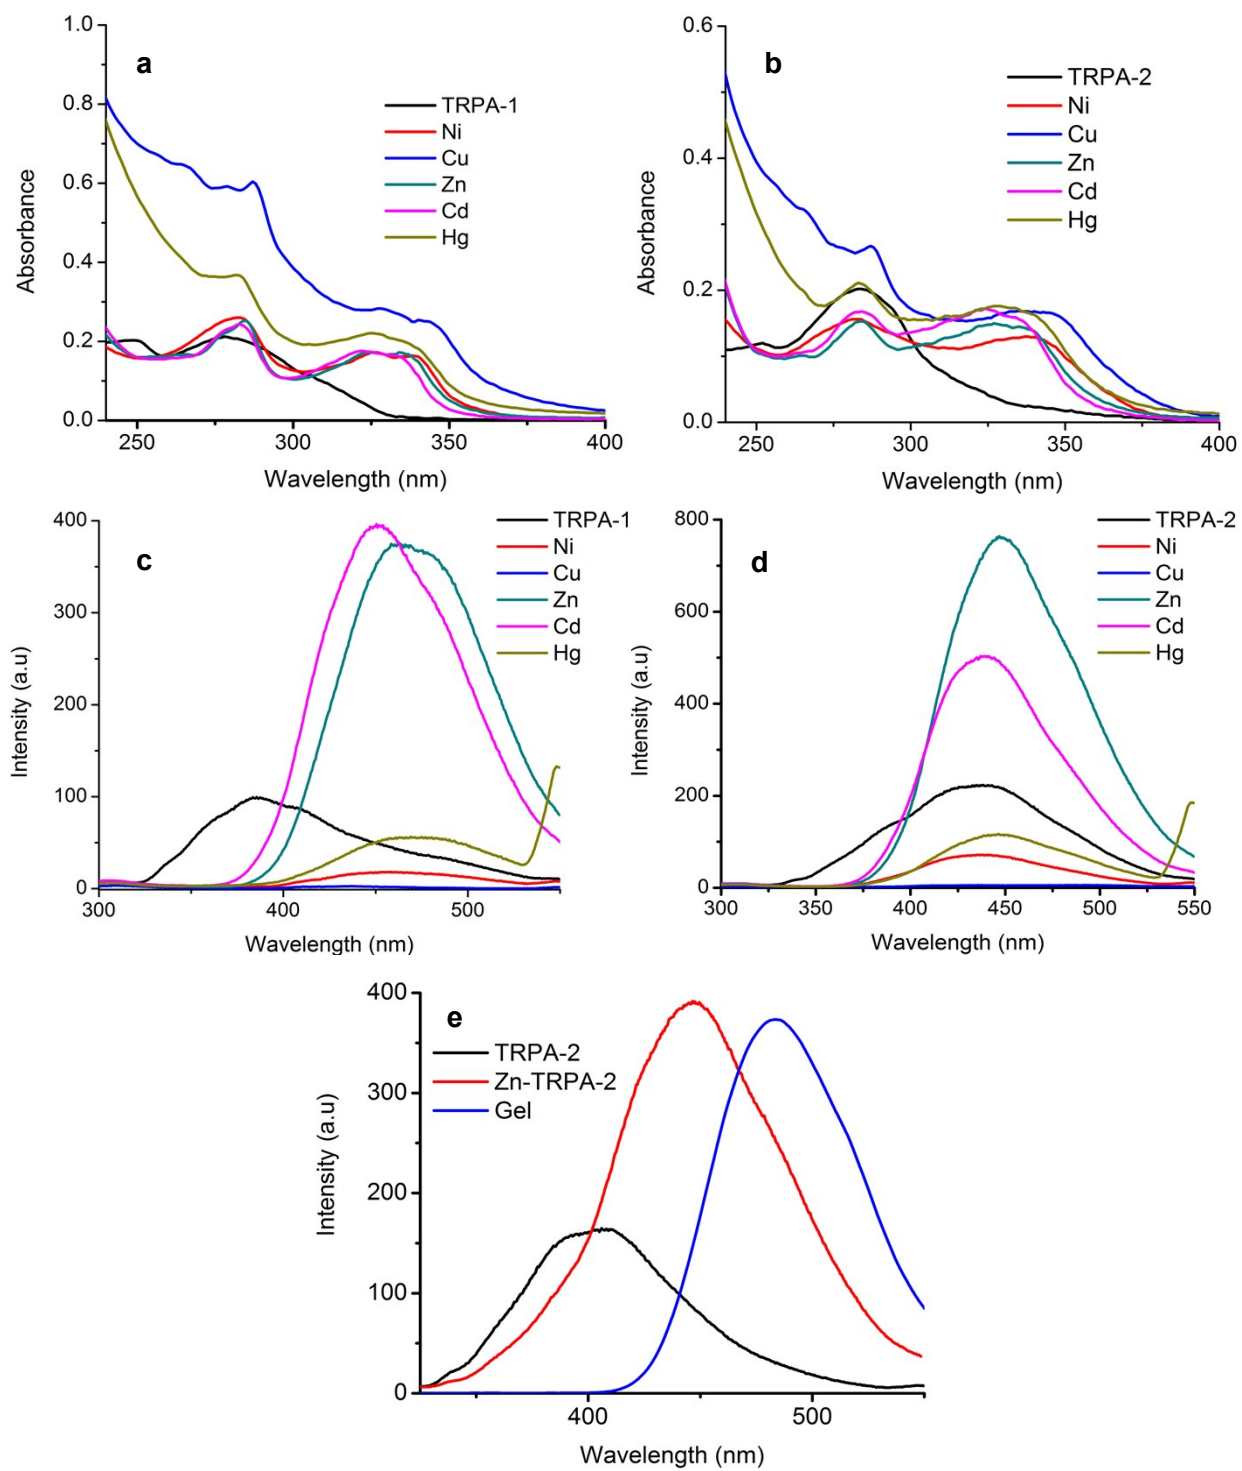 a
1.0
0.8
0.6
0.4
0.2
0.0
Absorbance
TRPA-1
Ni
Cu
Zn
Cd
Hg
250 300 350 400
Wavelength (nm)
b
0.6
0.4
0.2
0.0
Absorbance
TRPA-2
Ni
Cu
Zn
Cd
Hg
250 300 350 400
Wavelength (nm)
c
400
300
200
100
0
Intensity (a.u)
TRPA-1
Ni
Cu
Zn
Cd
Hg
300 400 500
Wavelength (nm)
d
800
600
400
200
0
Intensity (a.u)
TRPA-2
Ni
Cu
Zn
Cd
Hg
300 350 400 450 500 550
Wavelength (nm)
e
400
300
200
100
0
Intensity (a.u)
TRPA-2
Zn-TRPA-2
Gel
400 500
Wavelength (nm)